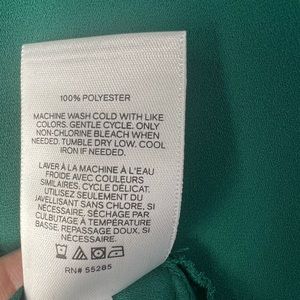 100% POLYESTER
MACHINE WASH COLD WITH LIKE
COLORS. GENTLE CYCLE. ONLY
NON-CHLORINE BLEACH WHEN
NEEDED. TUMBLE DRY LOW. COOL
IRON IF NEEDED.
LAVER À LA MACHINE À L'EAU
FROIDE AVEC COULEURS
SIMILAIRES, CYCLE DÉLICAT.
UTILISEZ SEULEMENT DU
JAVELLISANT SANS CHLORE, SI
NÉCESSAIRE. SÉCHAGE PAR
CULBUTAGE À TEMPÉRATURE
BASSE. REPASSAGE DOUX, SI
NÉCESSAIRE.
RN# 55285